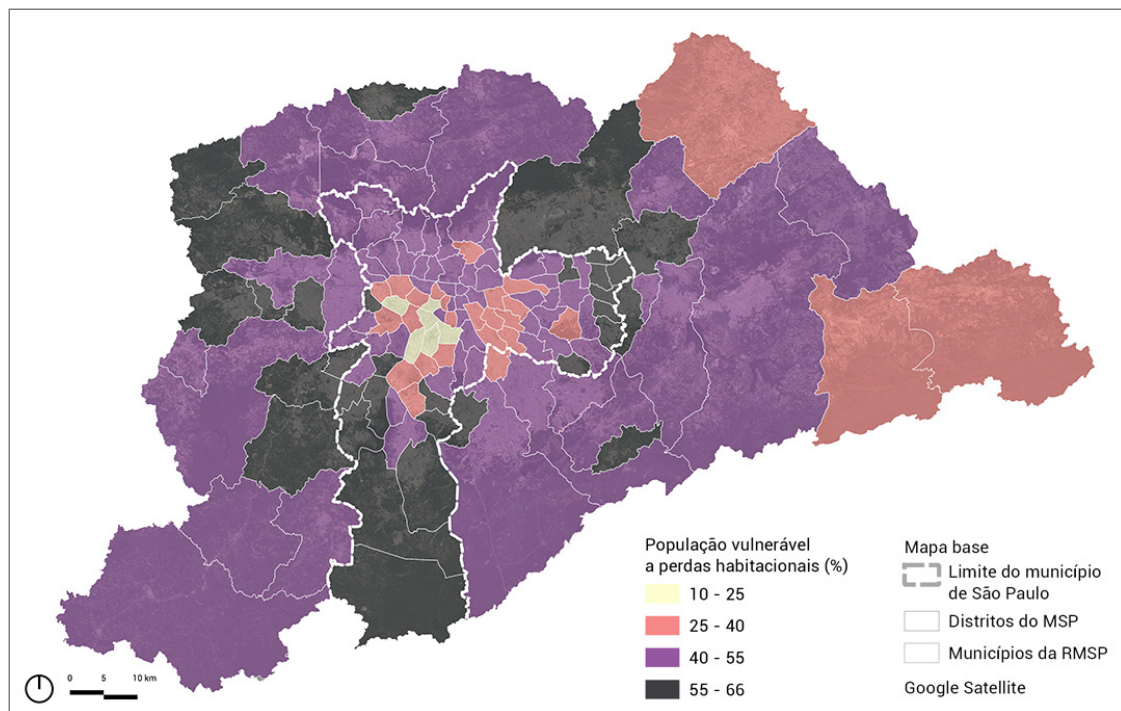 População vulnerável
a perdas habitacionais (%)
10 - 25
25 - 40
40 - 55
55 - 66
Mapa base
Limite do município
de São Paulo
Distritos do MSP
Municípios da RMSP
Google Satellite
0 5 10 km